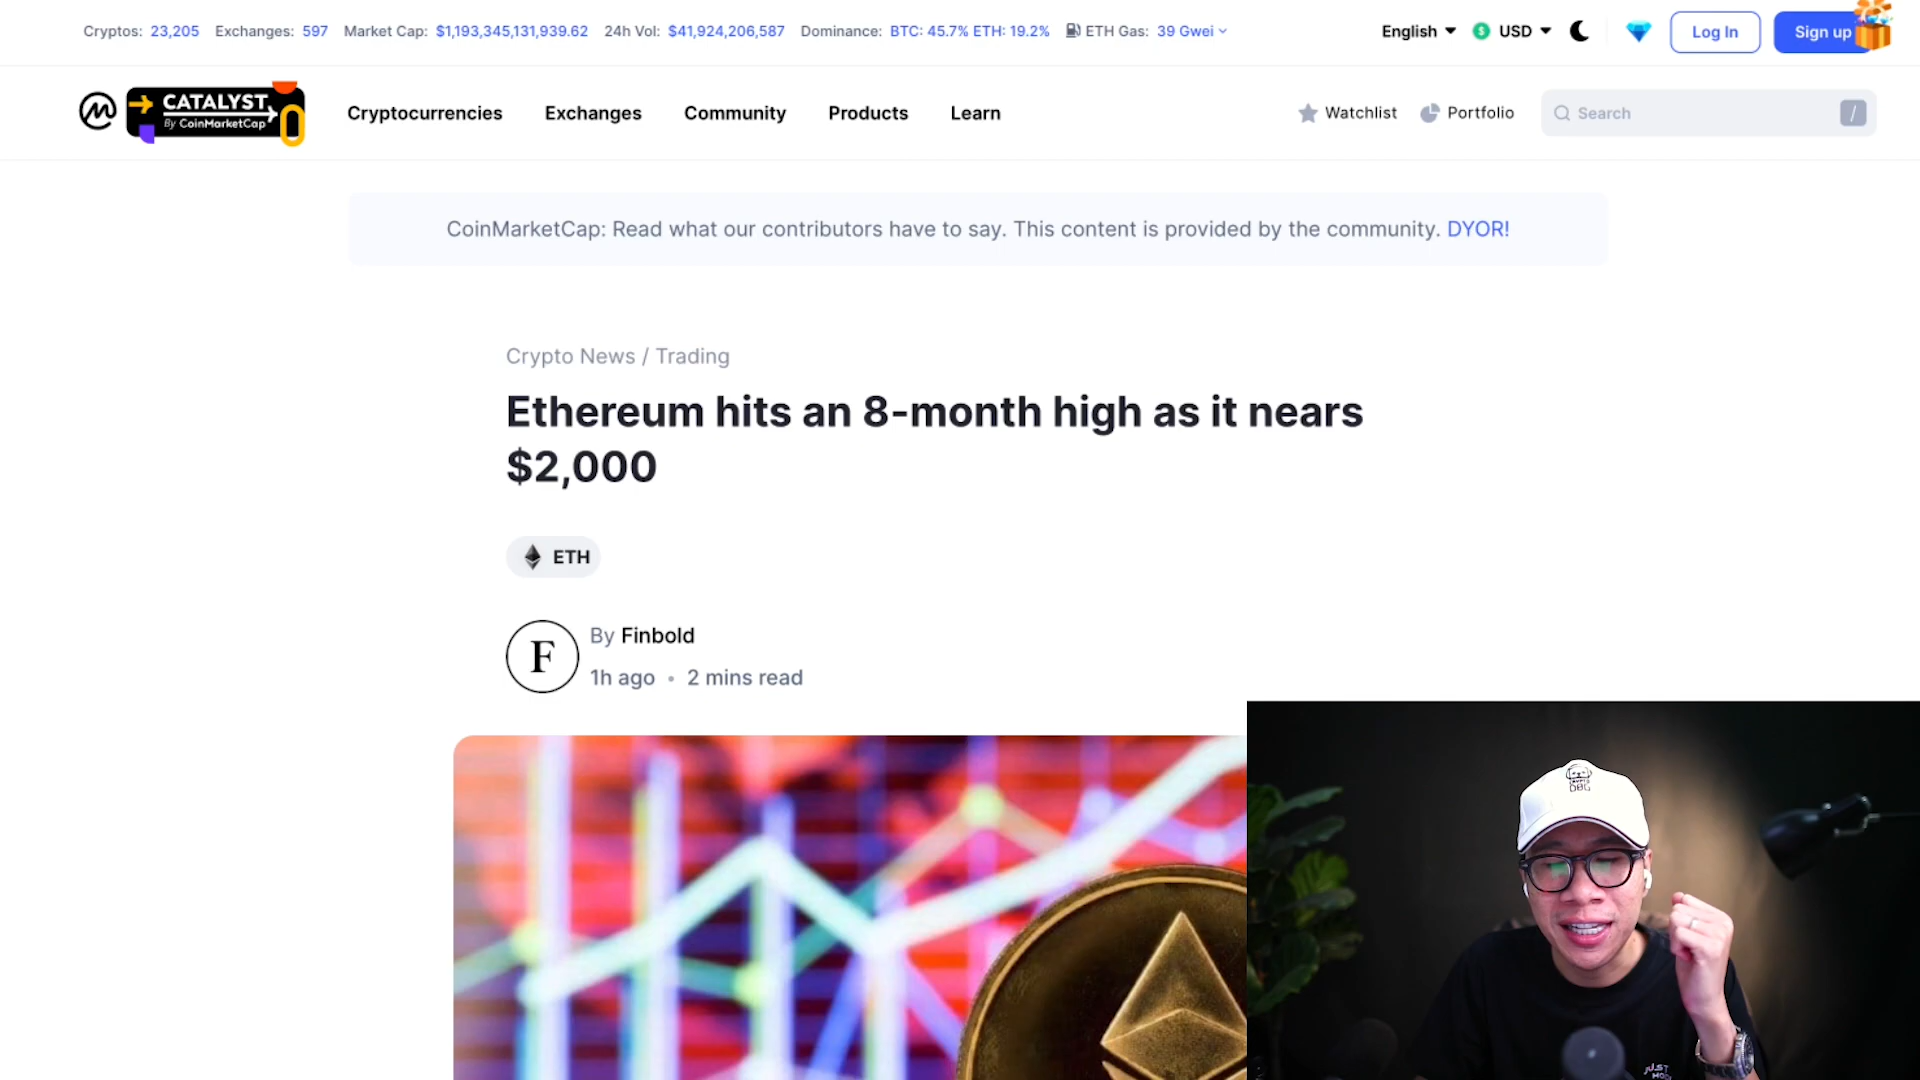 Cryptos: 23,205 Exchanges: 597 Market Cap: $1,193,345,131,939.62 24h Vol: $41,924,206,587 Dominance: BTC: 45.7% ETH: 19.2% ETH Gas: 39 Gwei English USD Log In Sign up
CATALYST
By CoinMarketCap
Cryptocurrencies Exchanges Community Products Learn Watchlist Portfolio Search /
CoinMarketCap: Read what our contributors have to say. This content is provided by the community. DYOR!
Crypto News / Trading
Ethereum hits an 8-month high as it nears
$2,000
ETH
F
By Finbold
1h ago • 2 mins read
CRYPTO
DOG
JUST